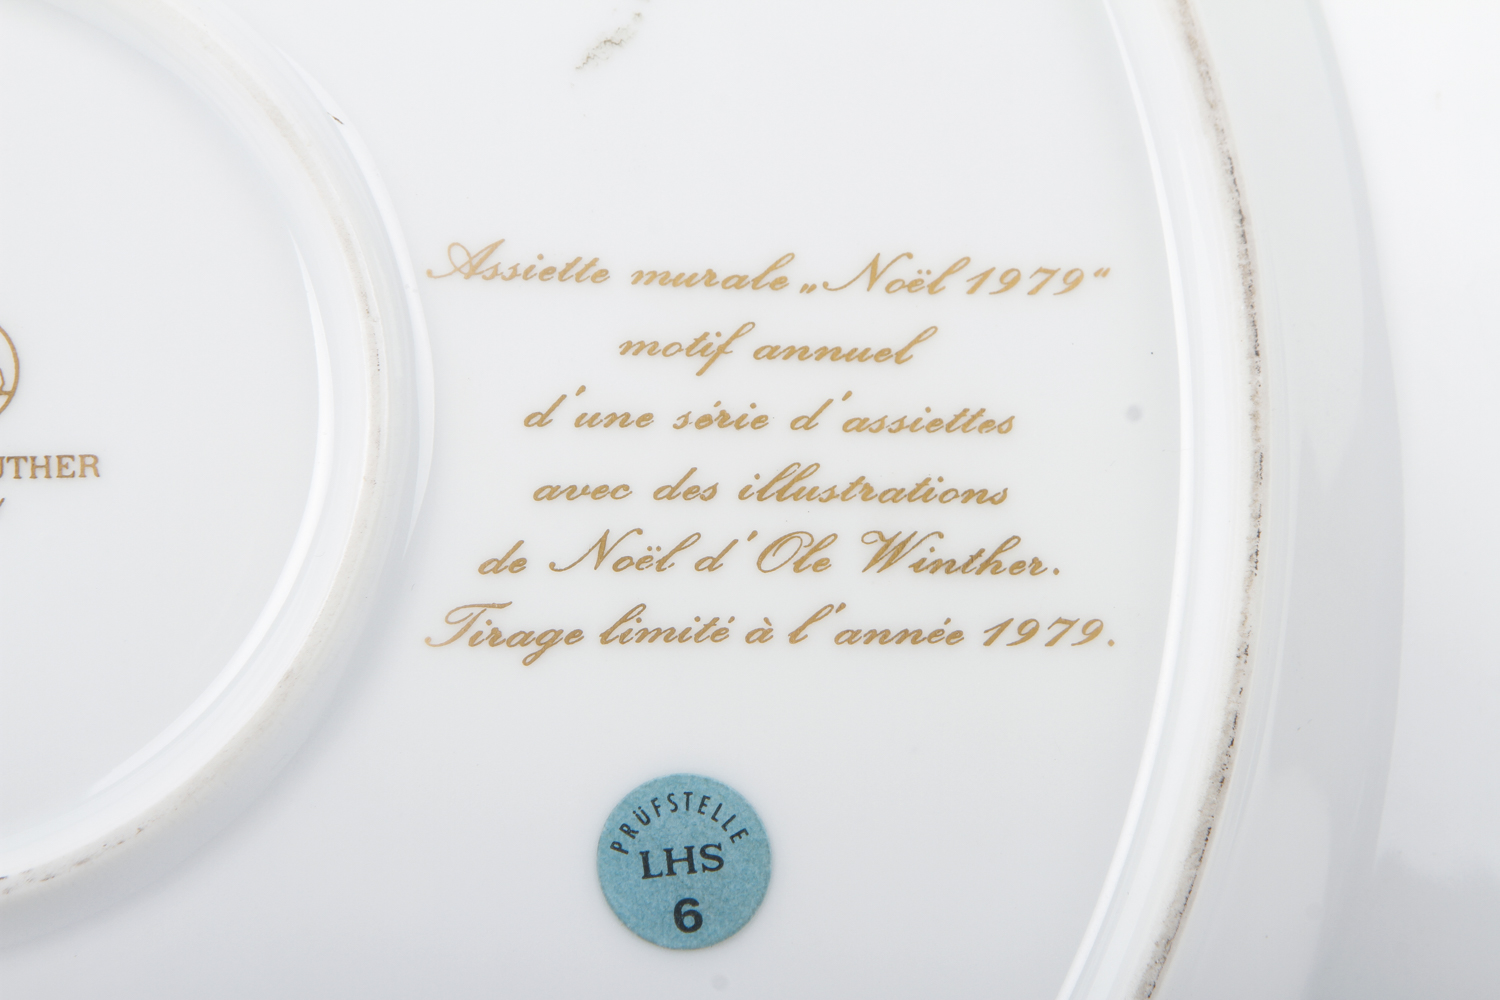 Assiette murale „Noël 1979“
motif annuel
d'une série d'assiettes
avec des illustrations
de Noël d'Ole Winther.
Tirage limité à l'année 1979.
UTHER
PRÜFSTELLE
LHS
6